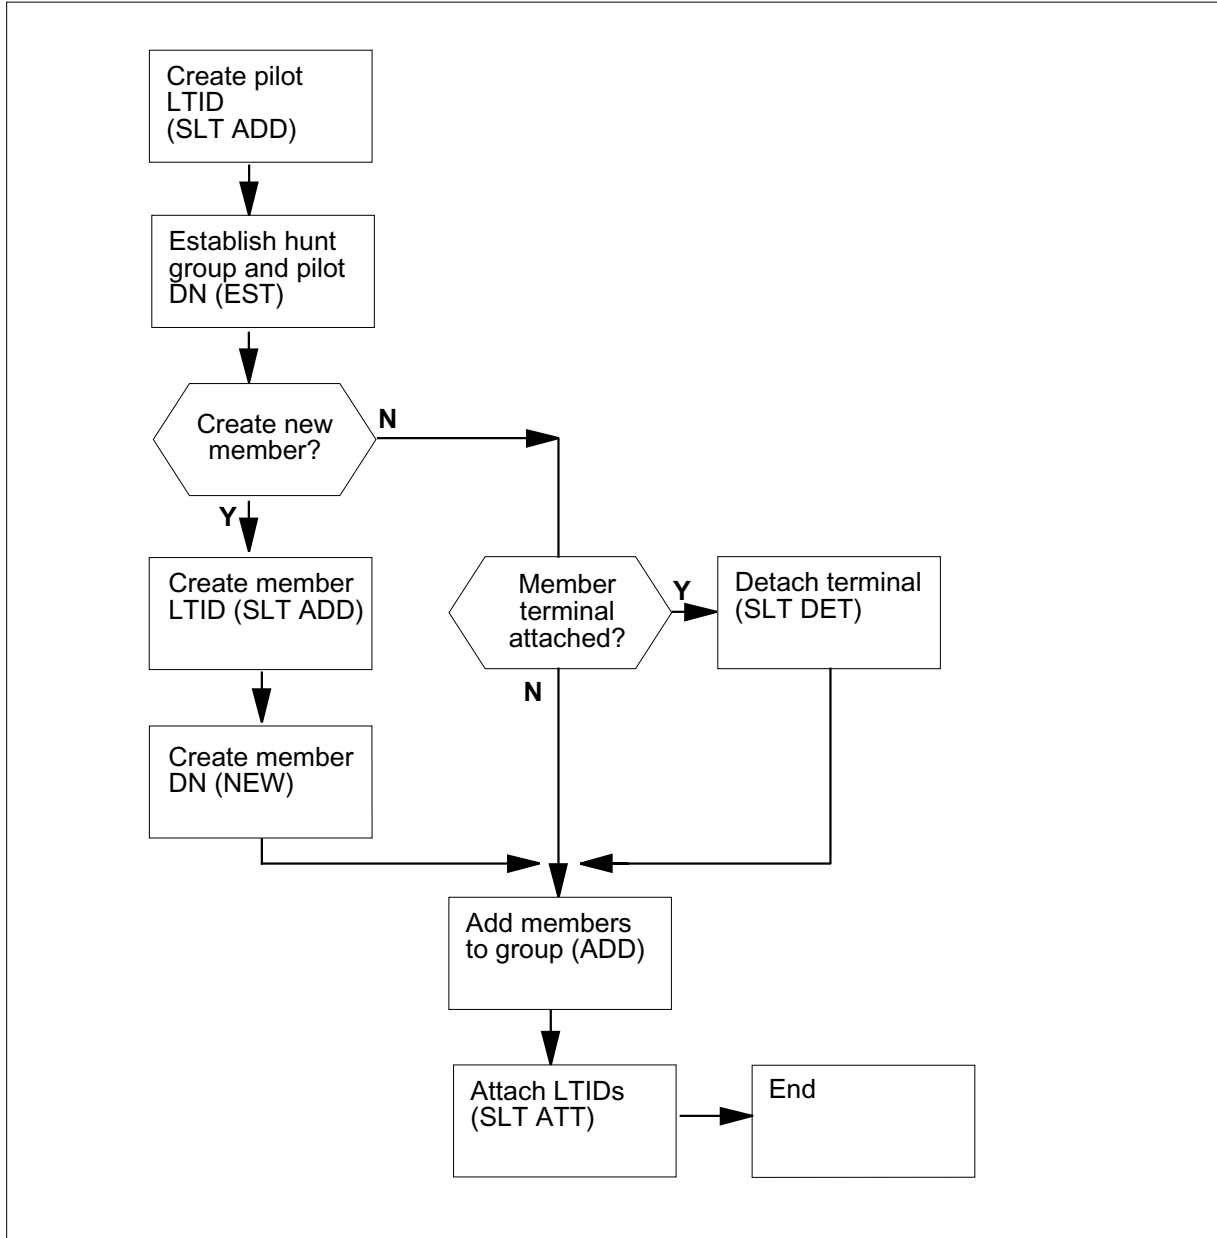 Create pilot
LTID
(SLT ADD)
Establish hunt
group and pilot
DN (EST)
Create new
member?
N
Y
Create member
LTID (SLT ADD)
Member
terminal
attached?
Y
N
Detach terminal
(SLT DET)
Create member
DN (NEW)
Add members
to group (ADD)
Attach LTIDs
(SLT ATT)
End